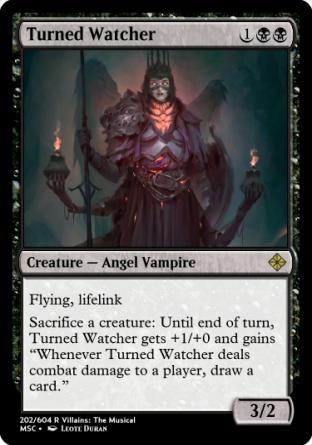 Turned Watcher 1
Creature — Angel Vampire
Flying, lifelink
Sacrifice a creature: Until end of turn,
Turned Watcher gets +1/+0 and gains
“Whenever Turned Watcher deals
combat damage to a player, draw a
card.”
202/604 R Villains: The Musical
MSC • Leote Duran
3/2